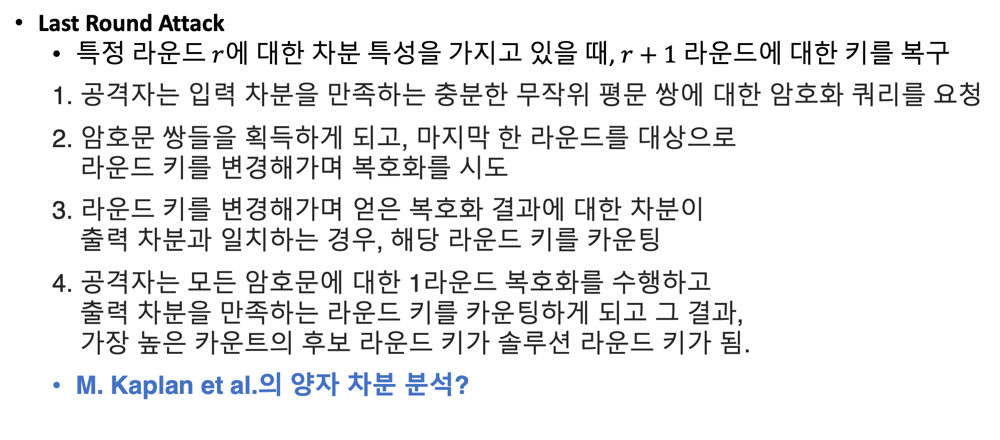 • Last Round Attack
• 특정 라운드 r에 대한 차분 특성을 가지고 있을 때, r + 1 라운드에 대한 키를 복구
1. 공격자는 입력 차분을 만족하는 충분한 무작위 평문 쌍에 대한 암호화 쿼리를 요청
2. 암호문 쌍들을 획득하게 되고, 마지막 한 라운드를 대상으로
라운드 키를 변경해가며 복호화를 시도
3. 라운드 키를 변경해가며 얻은 복호화 결과에 대한 차분이
출력 차분과 일치하는 경우, 해당 라운드 키를 카운팅
4. 공격자는 모든 암호문에 대한 1라운드 복호화를 수행하고
출력 차분을 만족하는 라운드 키를 카운팅하게 되고 그 결과,
가장 높은 카운트의 후보 라운드 키가 솔루션 라운드 키가 됨.
• M. Kaplan et al.의 양자 차분 분석?